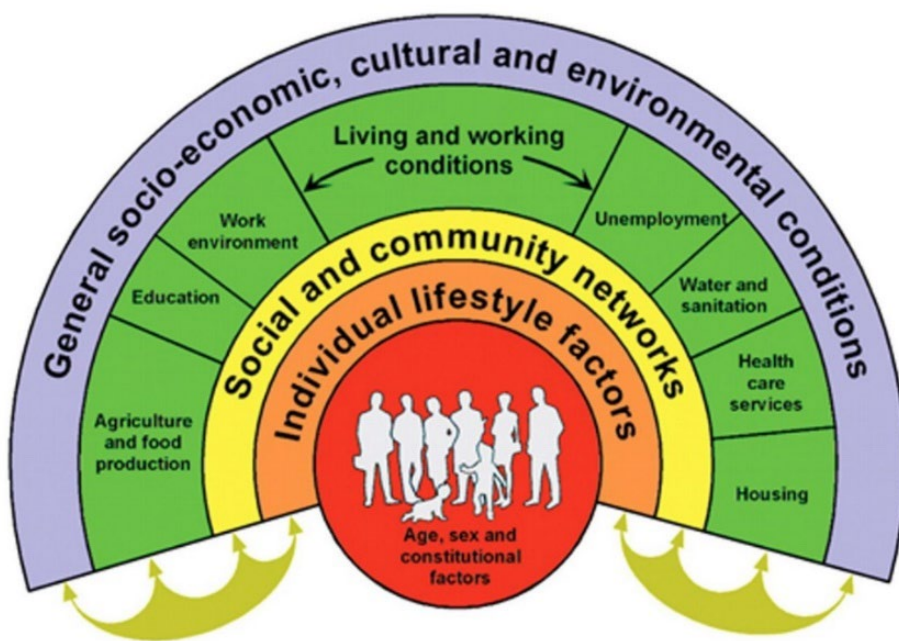 General socio-economic, cultural and environmental conditions
Living and working
conditions
Work
environment
Unemployment
Education
Water and
sanitation
Agriculture
and food
production
Health
care
services
Housing
Social and community networks
Individual lifestyle factors
Age, sex and
constitutional
factors